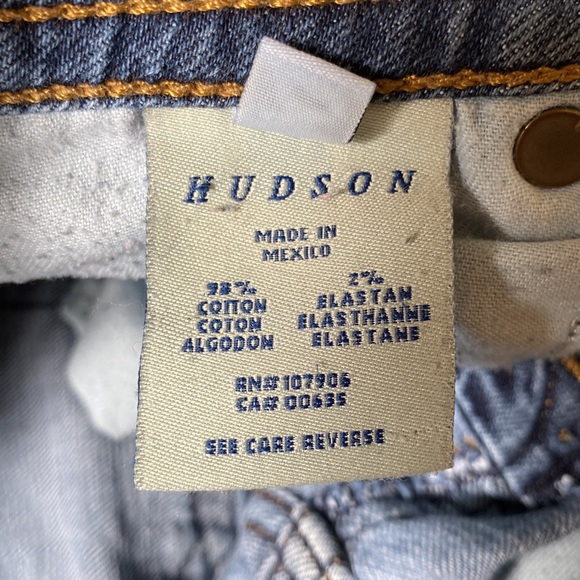 HUDSON
MADE IN
MEXICO
98% 2%
COTTON ELASTAN
COTON ELASTHANNE
ALGODON ELASTANE
RN# 107906
CA# 00635
SEE CARE REVERSE